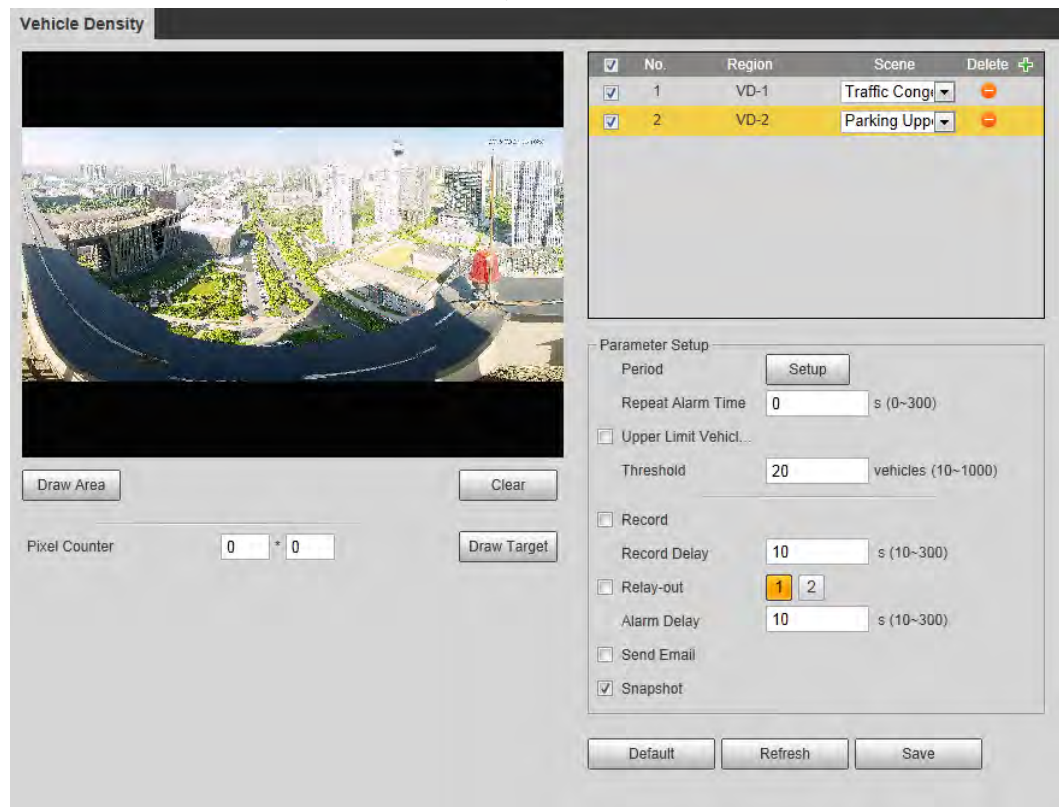 Vehicle Density
No. Region Scene Delete
1 VD-1 Traffic Cong
2 VD-2 Parking Upp
Draw Area Clear
Pixel Counter 0 * 0 Draw Target
Parameter Setup
Period Setup
Repeat Alarm Time 0 s (0~300)
Upper Limit Vehicl...
Threshold 20 vehicles (10~1000)
Record
Record Delay 10 s (10~300)
Relay-out 1 2
Alarm Delay 10 s (10~300)
Send Email
Snapshot
Default Refresh Save